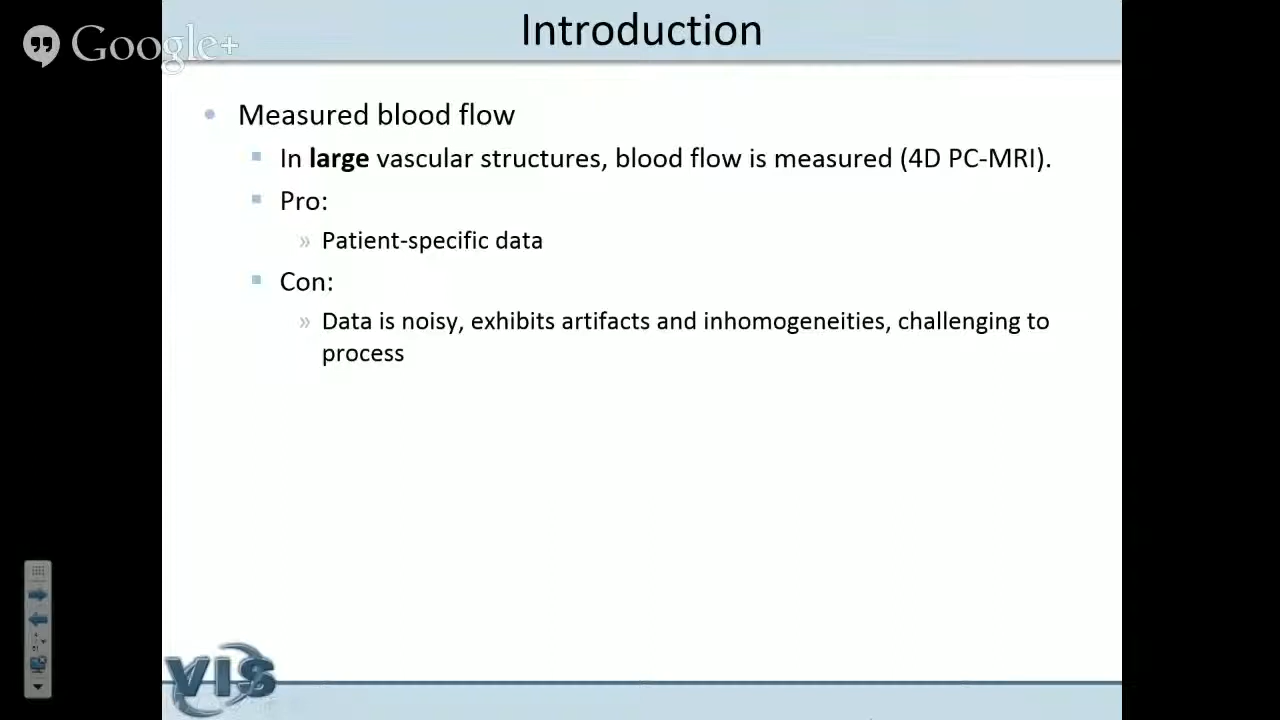 Introduction
Google+
Measured blood flow
In large vascular structures, blood flow is measured (4D PC-MRI).
Pro:
Patient-specific data
Con:
Data is noisy, exhibits artifacts and inhomogeneities, challenging to
process
VIS